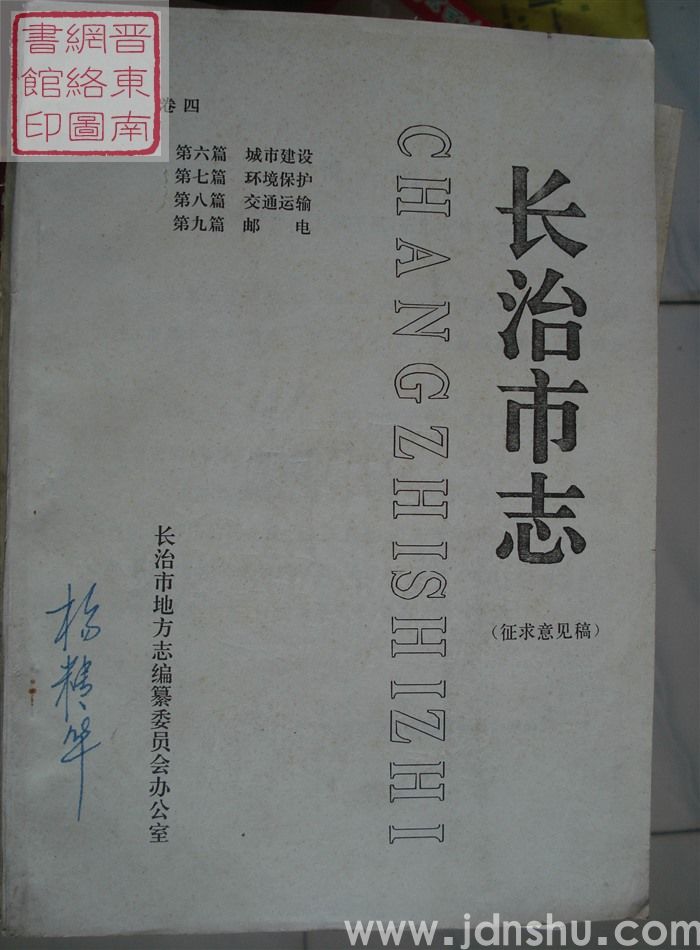 晋东南
網絡圖
書館印
卷四
第六篇 城市建设
第七篇 环境保护
第八篇 交通运输
第九篇 邮 电
长治市志
CHANGZHISHIZHI
(征求意见稿)
长治市地方志编纂委员会办公室
www.jdnshu.com